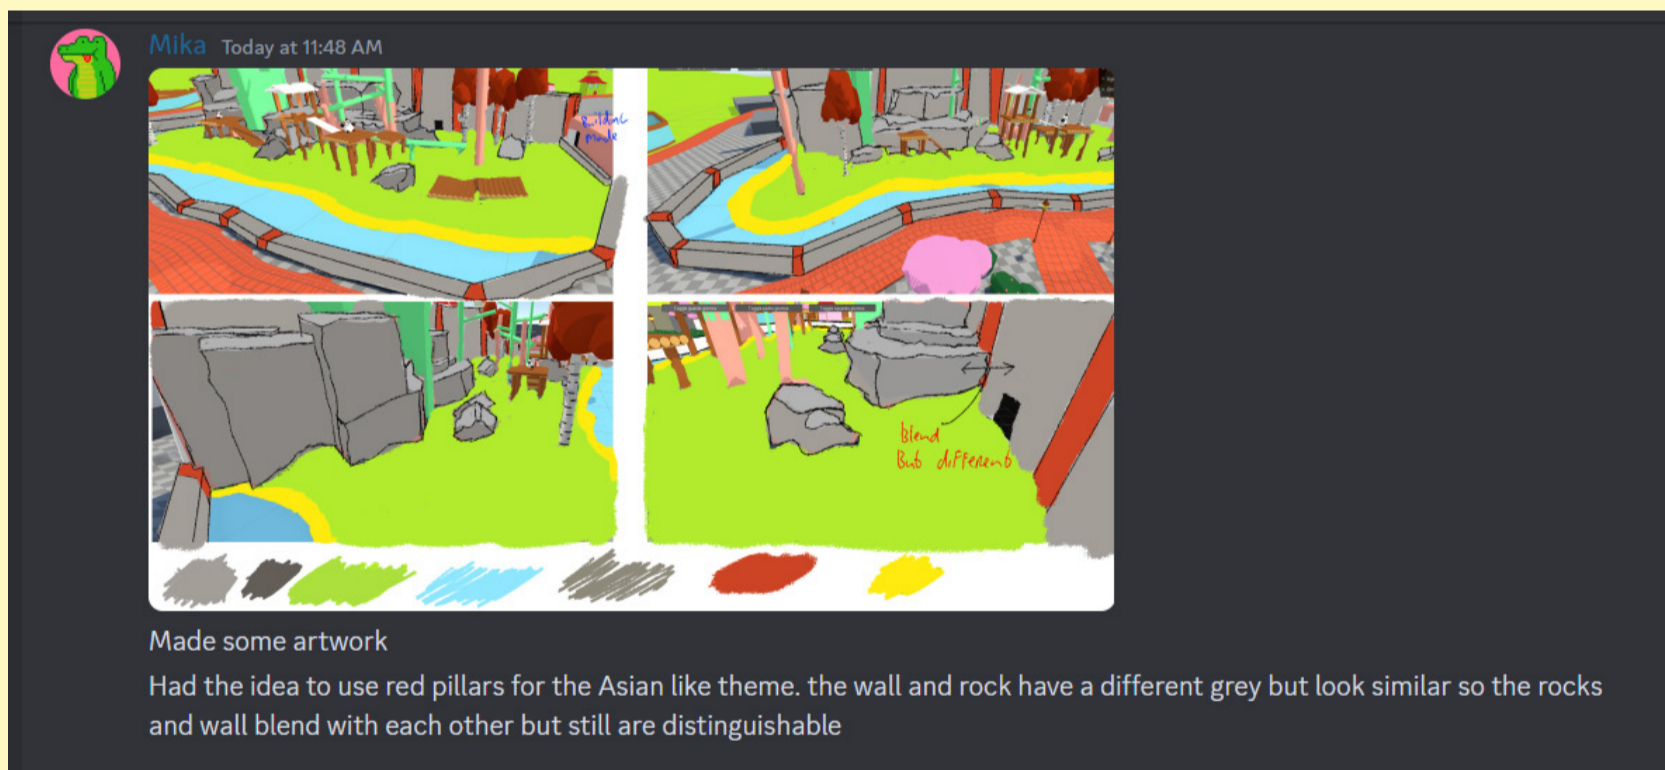 Mika Today at 11:48 AM
Building
mode
Blend
But different
Made some artwork
Had the idea to use red pillars for the Asian like theme. the wall and rock have a different grey but look similar so the rocks
and wall blend with each other but still are distinguishable